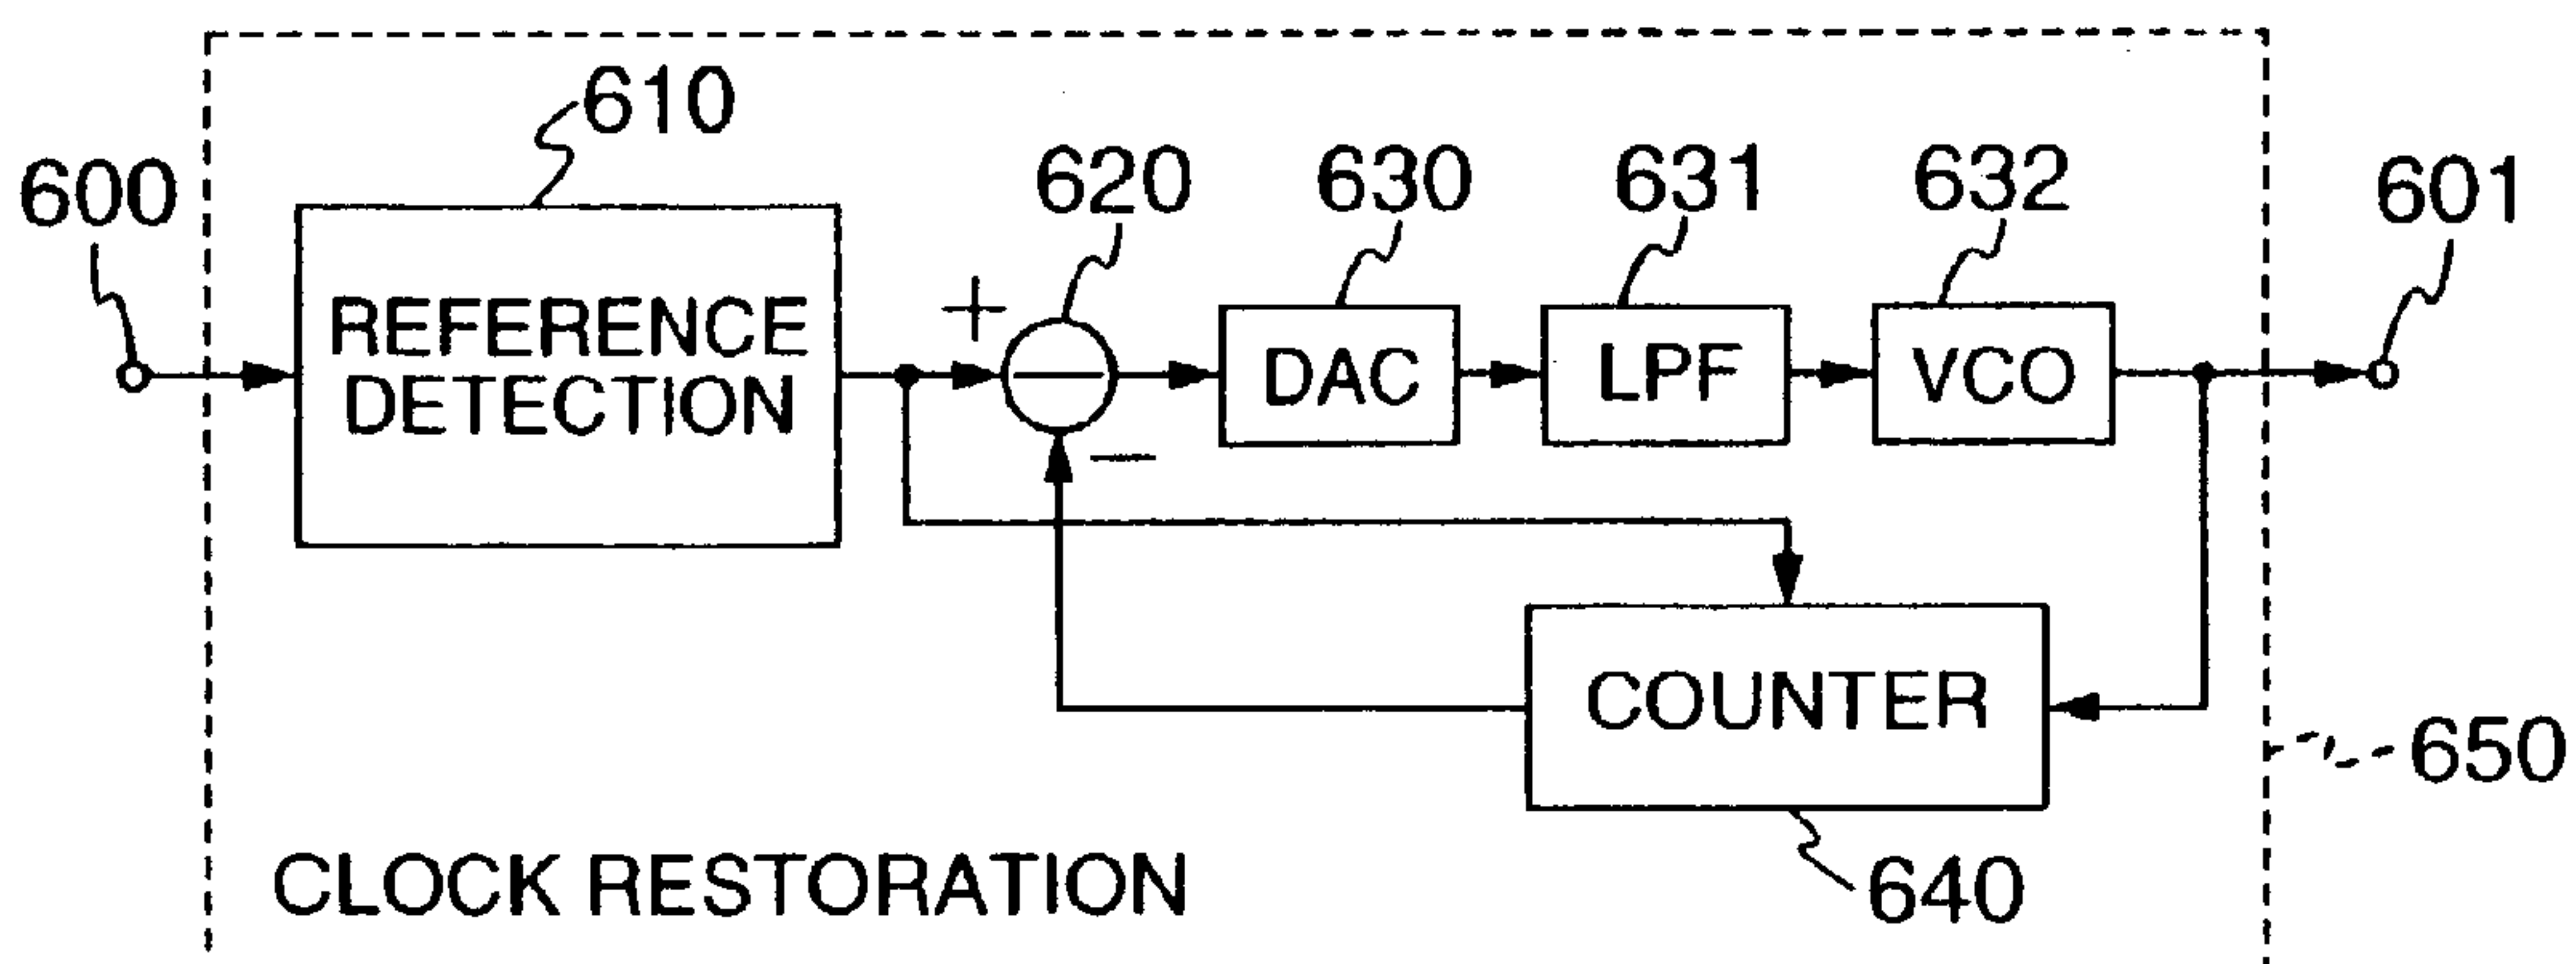 610
600
620
630
631
632
601
+
REFERENCE
DETECTION
−
DAC
LPF
VCO
−
COUNTER
650
640
CLOCK RESTORATION